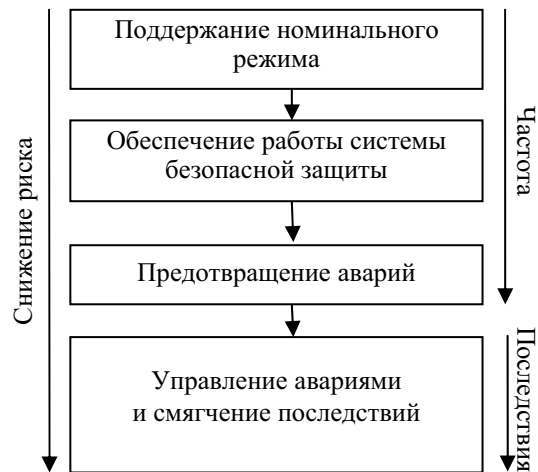 Поддержание номинального
режима
Обеспечение работы системы
безопасной защиты
Предотвращение аварий
Управление авариями
и смягчение последствий
Снижение риска
Частота
Последствия